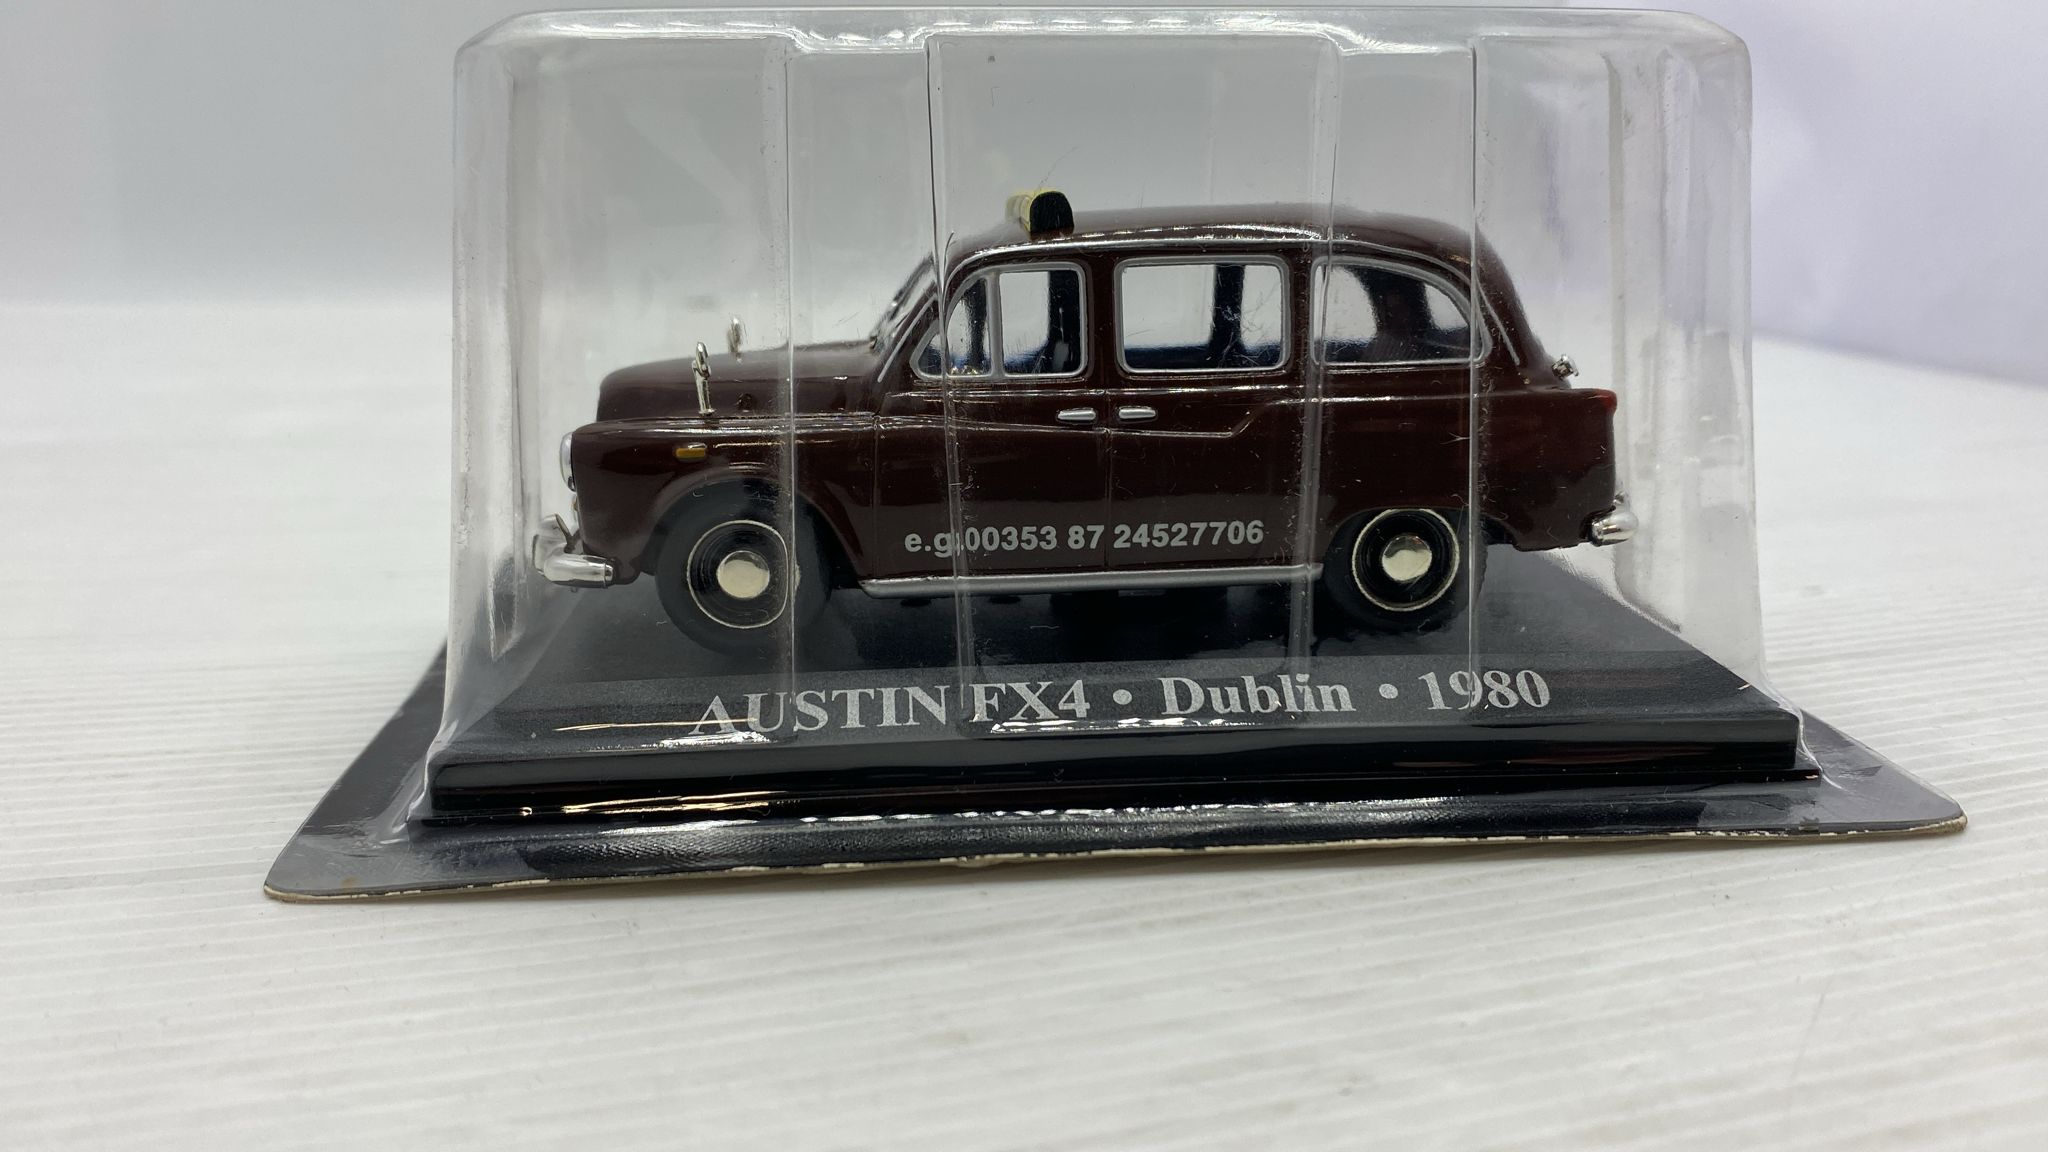 e.g.00353 87 24527706
AUSTIN FX4 • Dublin • 1980